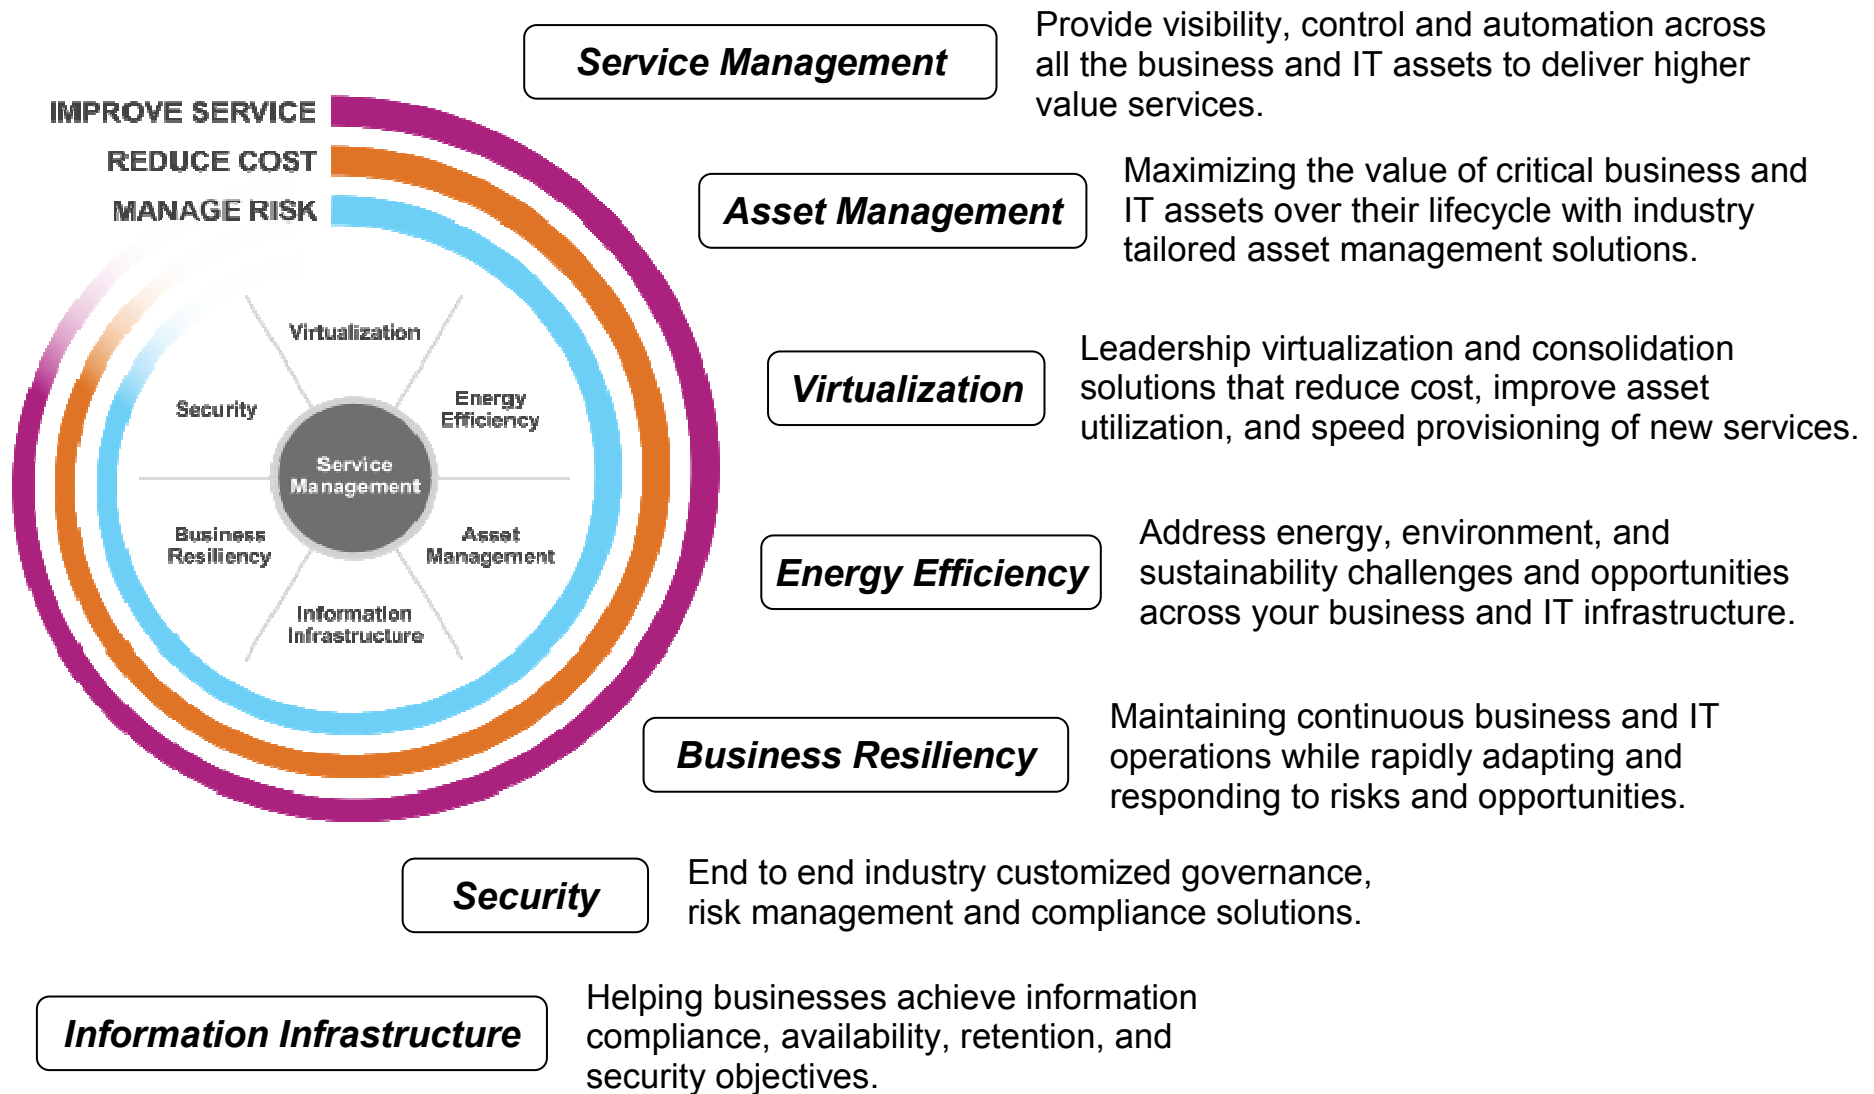 IMPROVE SERVICE
REDUCE COST
MANAGE RISK
Virtualization
Security
Energy
Efficiency
Service
Management
Business
Resiliency
Asset
Management
Information
Infrastructure
Service Management
Provide visibility, control and automation across
all the business and IT assets to deliver higher
value services.
Asset Management
Maximizing the value of critical business and
IT assets over their lifecycle with industry
tailored asset management solutions.
Virtualization
Leadership virtualization and consolidation
solutions that reduce cost, improve asset
utilization, and speed provisioning of new services.
Energy Efficiency
Address energy, environment, and
sustainability challenges and opportunities
across your business and IT infrastructure.
Business Resiliency
Maintaining continuous business and IT
operations while rapidly adapting and
responding to risks and opportunities.
Security
End to end industry customized governance,
risk management and compliance solutions.
Information Infrastructure
Helping businesses achieve information
compliance, availability, retention, and
security objectives.